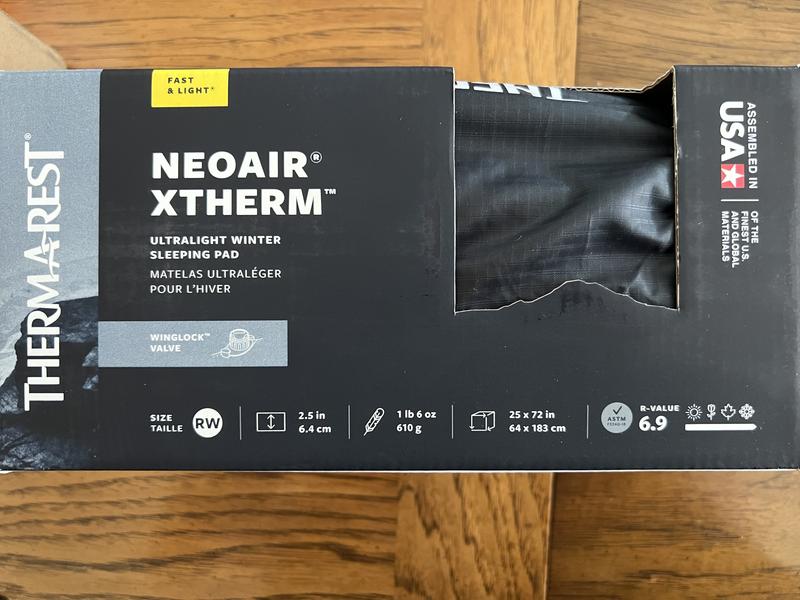 THERM-A-REST®
FAST
& LIGHT®
NEOAIR®
XTHERM™
ULTRALIGHT WINTER
SLEEPING PAD
MATELAS ULTRALÉGER
POUR L'HIVER
WINGLOCK™
VALVE
SIZE
TAILLE
RW
2.5 in
6.4 cm
1 lb 6 oz
610 g
25 x 72 in
64 x 183 cm
ASTM
R-VALUE
6.9
ASSEMBLED IN
USA
OF THE
FINEST U.S.
AND GLOBAL
MATERIALS